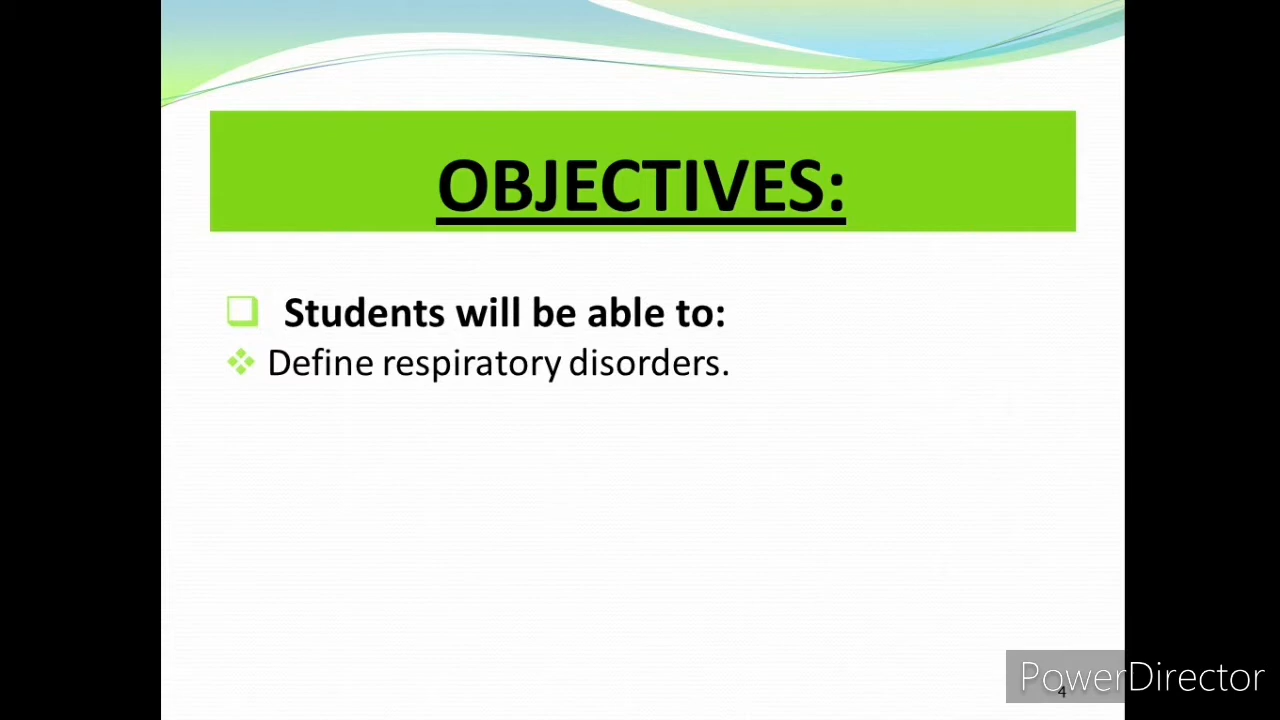 OBJECTIVES:
Students will be able to:
Define respiratory disorders.
PowerDirector
4